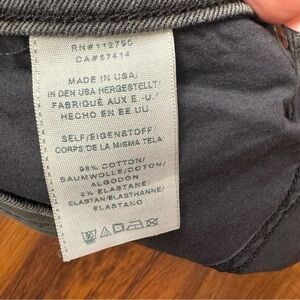 RN#112790
CA#57414
MADE IN USA/
IN DEN USA HERGESTELLT/
FABRIQUÉ AUX E.-U./
HECHO EN EE.UU.
SELF/EIGENSTOFF/
CORPS/DE LA MISMA TELA:
98% COTTON/
BAUMWOLLE/COTON/
ALGODÓN
2% ELASTANE/
ELASTAN/ELASTHANNE/
ELASTANO